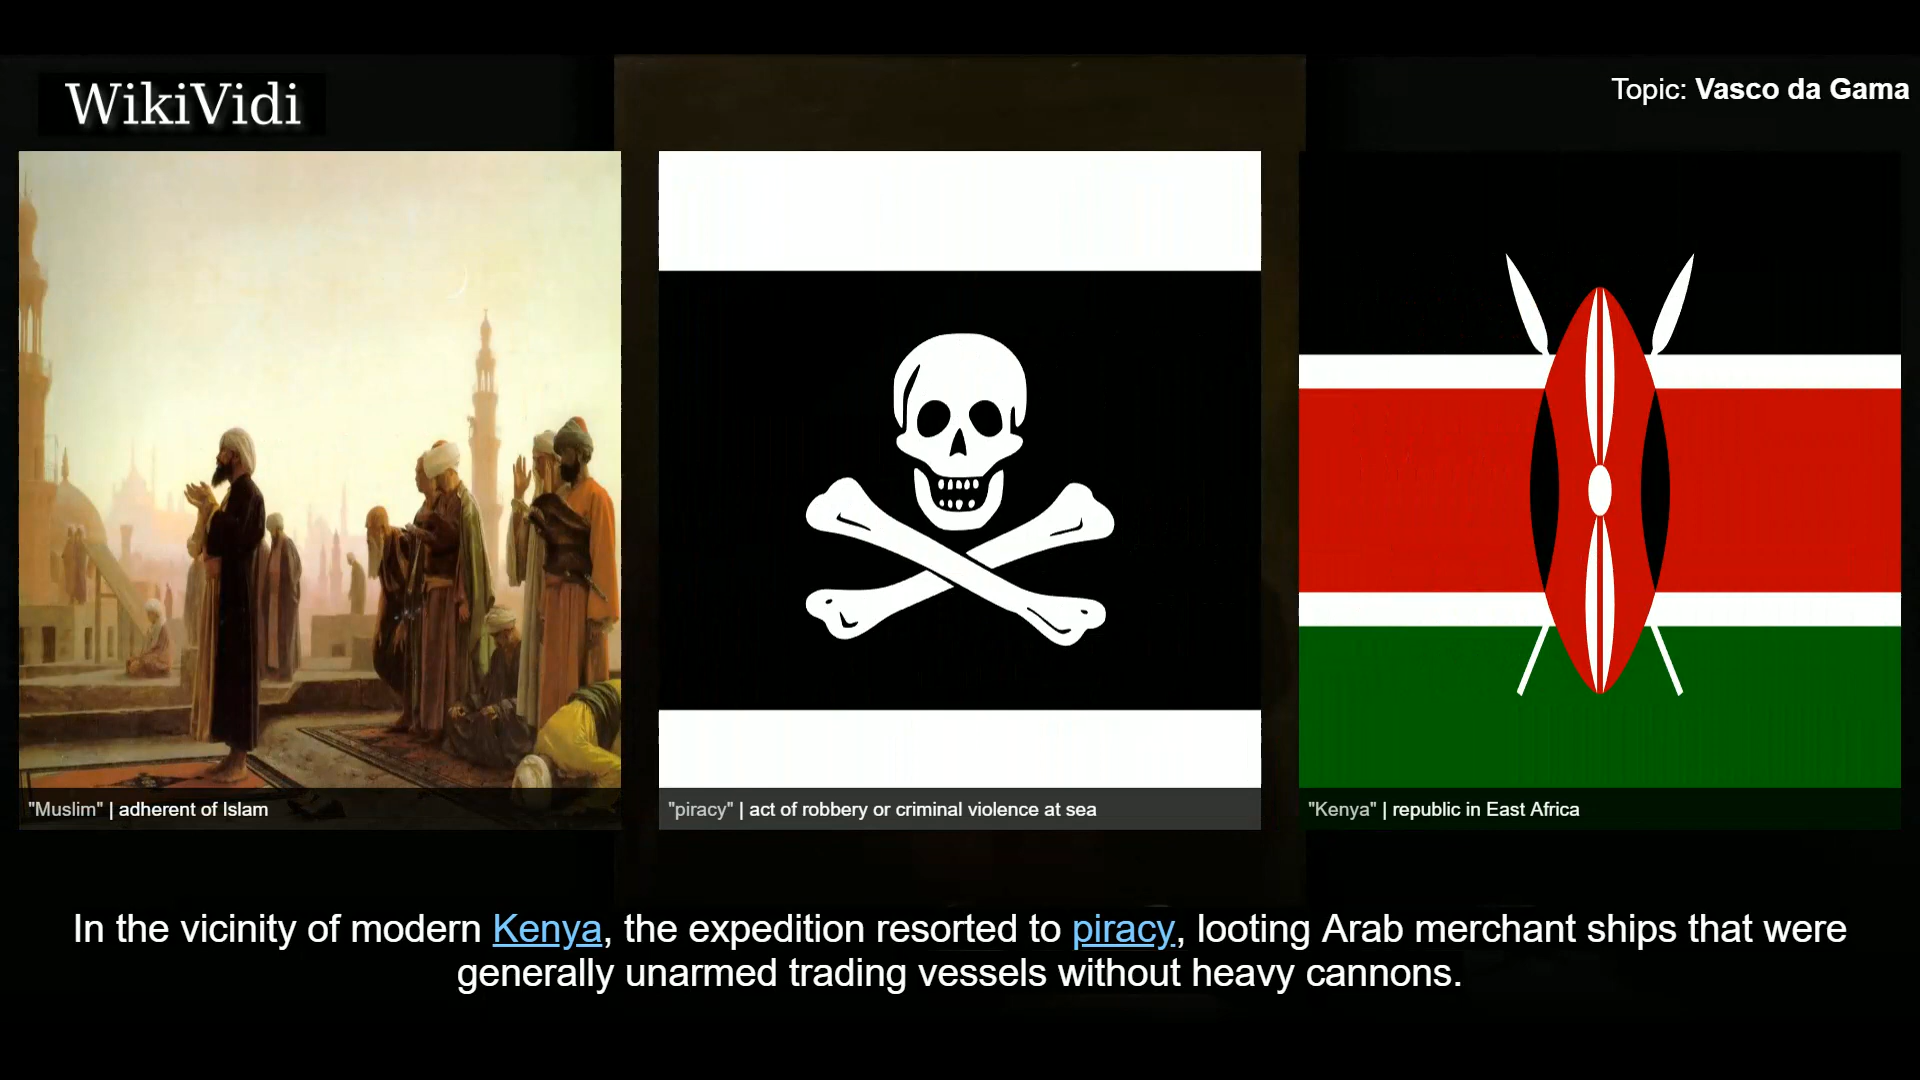 WikiVidi
Topic: Vasco da Gama
"Muslim" | adherent of Islam
"piracy" | act of robbery or criminal violence at sea
"Kenya" | republic in East Africa
In the vicinity of modern Kenya, the expedition resorted to piracy, looting Arab merchant ships that were
generally unarmed trading vessels without heavy cannons.